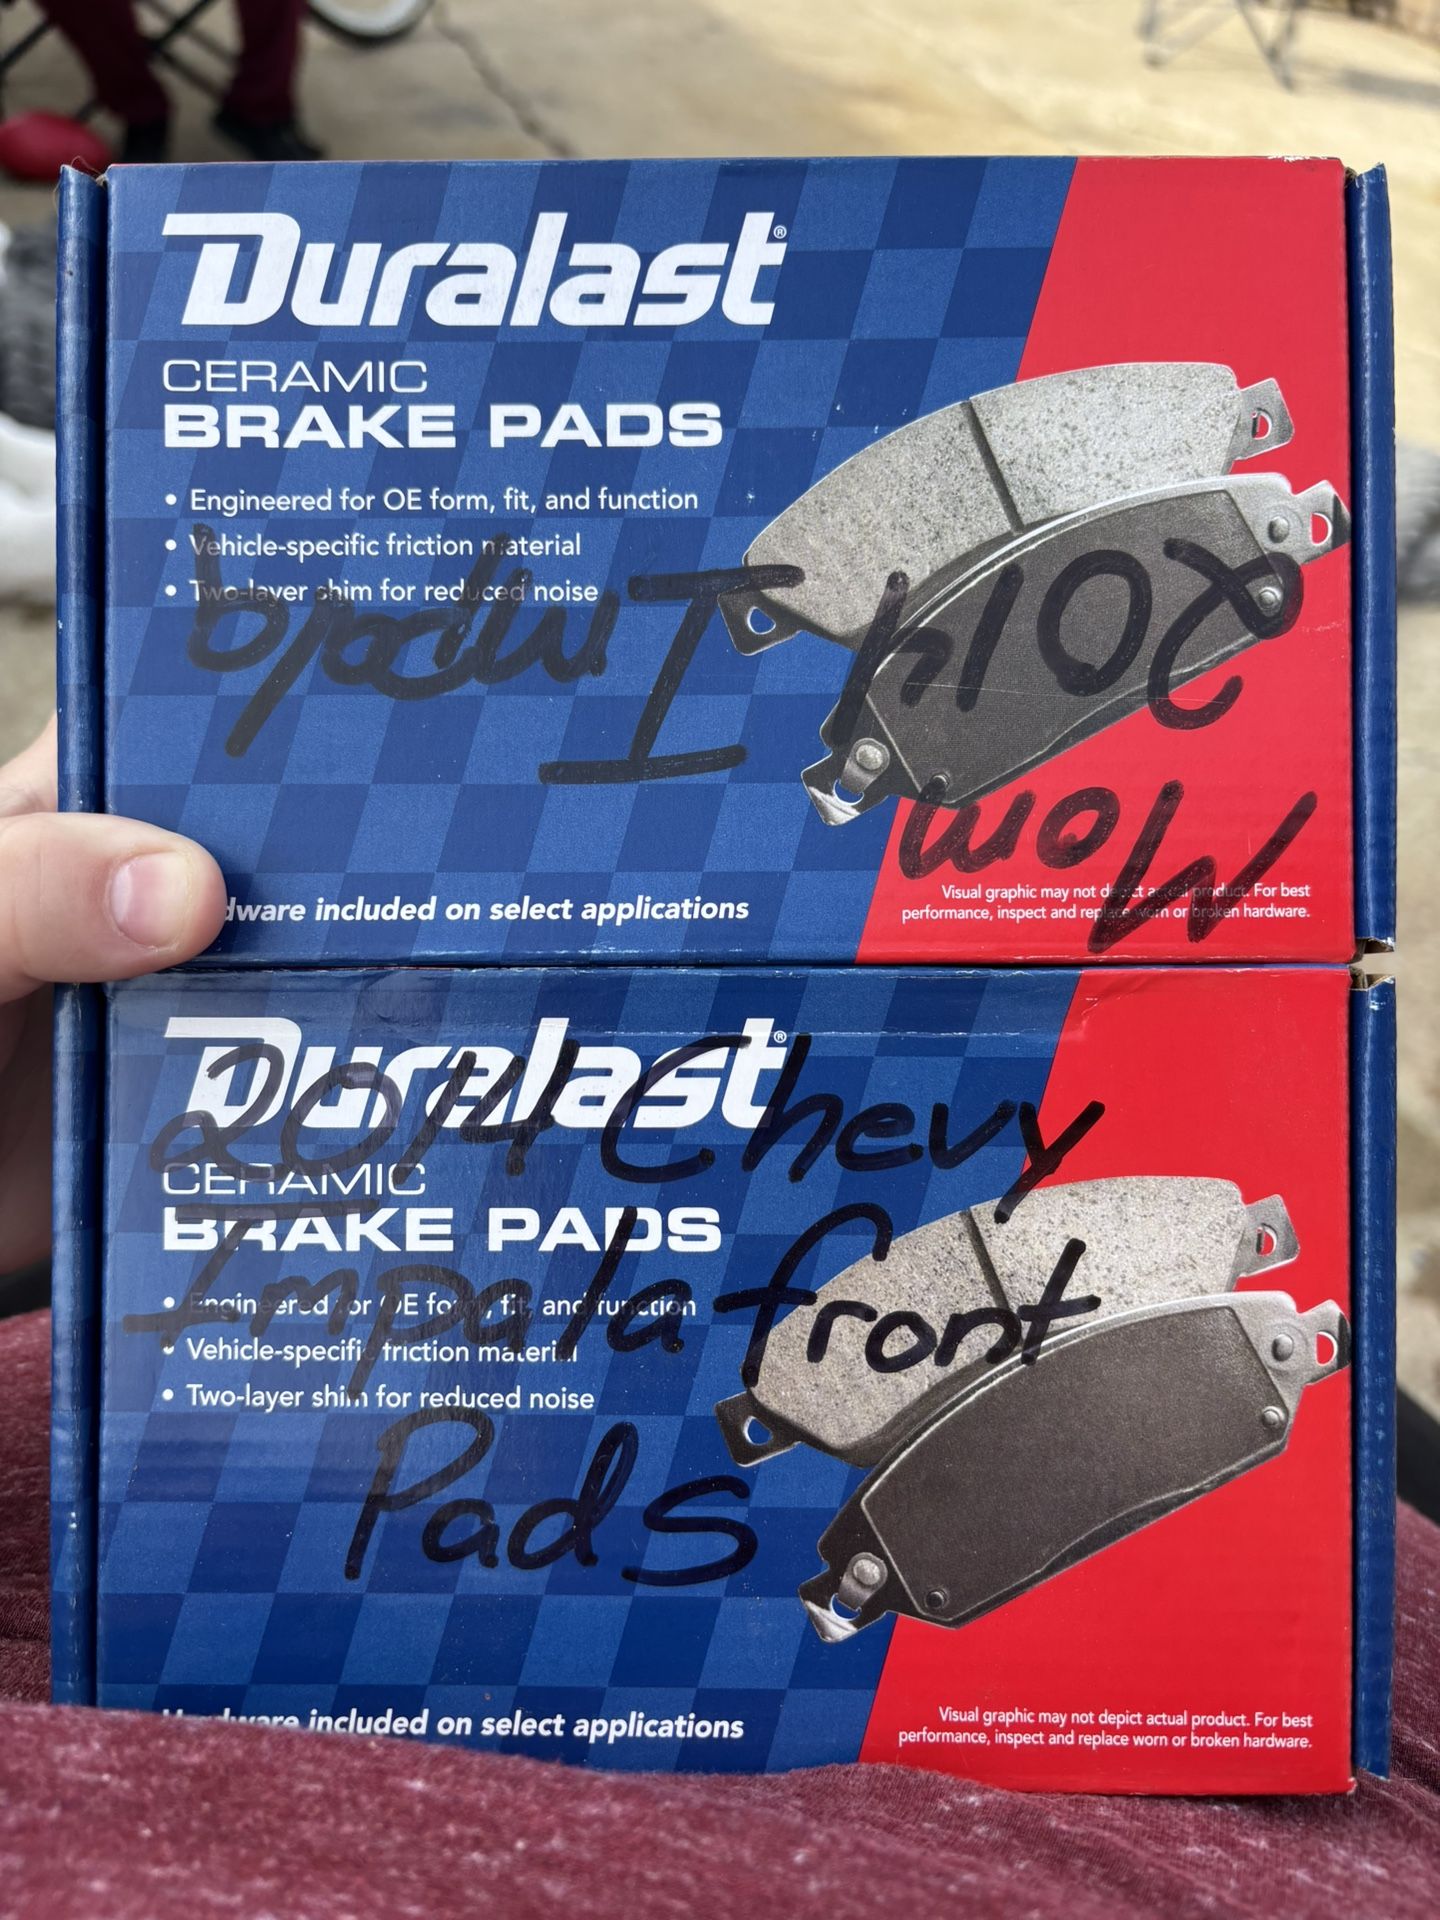 Duralast®
CERAMIC
BRAKE PADS
• Engineered for OE form, fit, and function
• Vehicle-specific friction material
• Two-layer shim for reduced noise
Mom
2014 Impala
dware included on select applications
Visual graphic may not depict actual product. For best
performance, inspect and replace worn or broken hardware.
Duralast®
CERAMIC
BRAKE PADS
• Engineered for OE form, fit, and function
• Vehicle-specific friction material
• Two-layer shim for reduced noise
2014 Chevy
Impala front
Pads
Hardware included on select applications
Visual graphic may not depict actual product. For best
performance, inspect and replace worn or broken hardware.